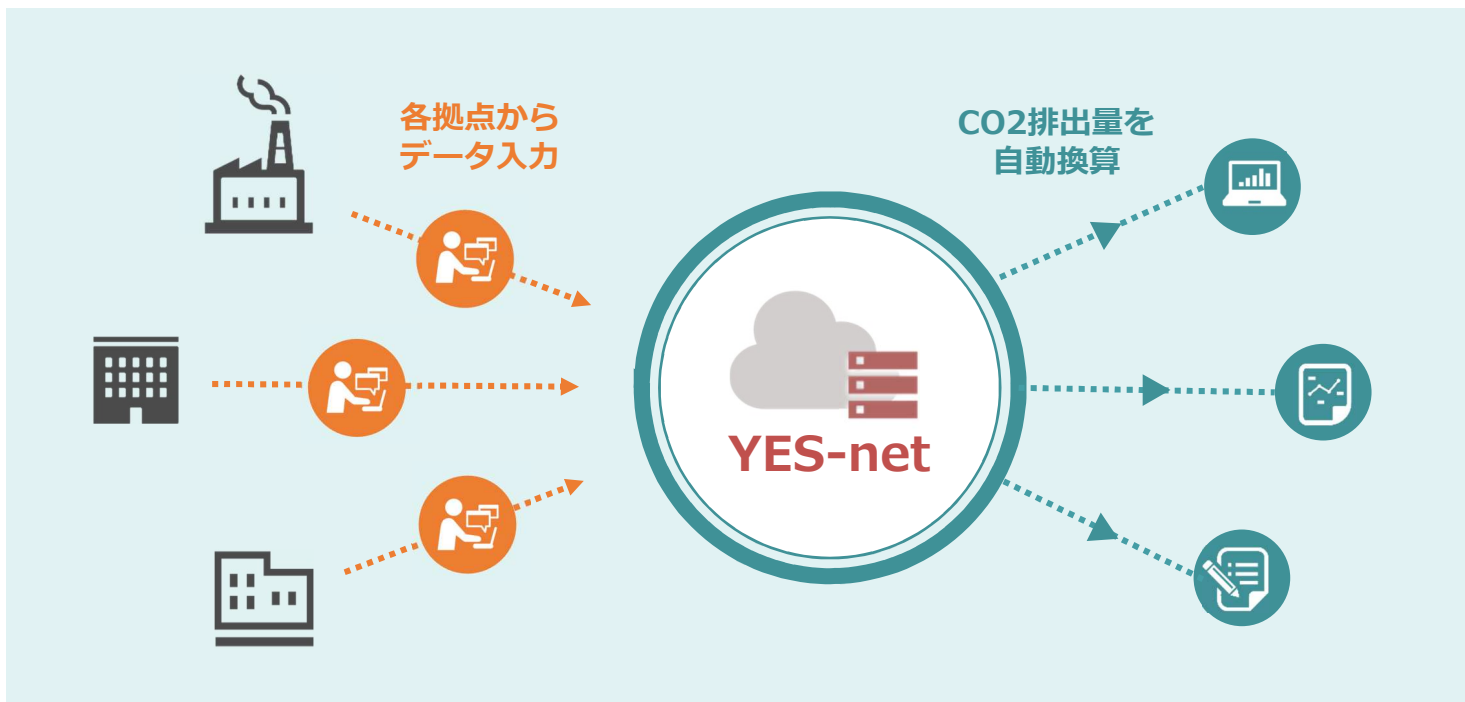 各拠点から
データ入力
CO2排出量を
自動換算
YES-net